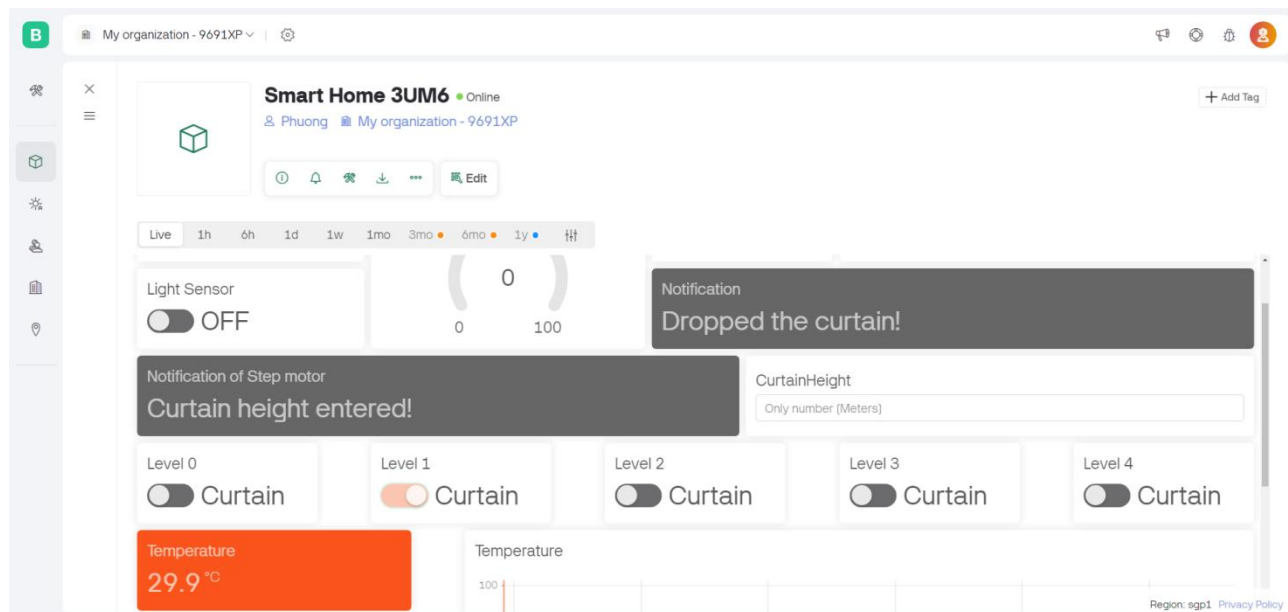 B
My organization - 9691XP
Smart Home 3UM6 Online
Add Tag
Phuong My organization - 9691XP
Edit
Live 1h 6h 1d 1w 1mo 3mo 6mo 1y
Light Sensor
OFF
0
0 100
Notification
Dropped the curtain!
Notification of Step motor
Curtain height entered!
CurtainHeight
Only number (Meters)
Level 0 Level 1 Level 2 Level 3 Level 4
Curtain Curtain Curtain Curtain Curtain
Temperature
29.9 °C
Temperature
100
Region: sgp1 Privacy Policy